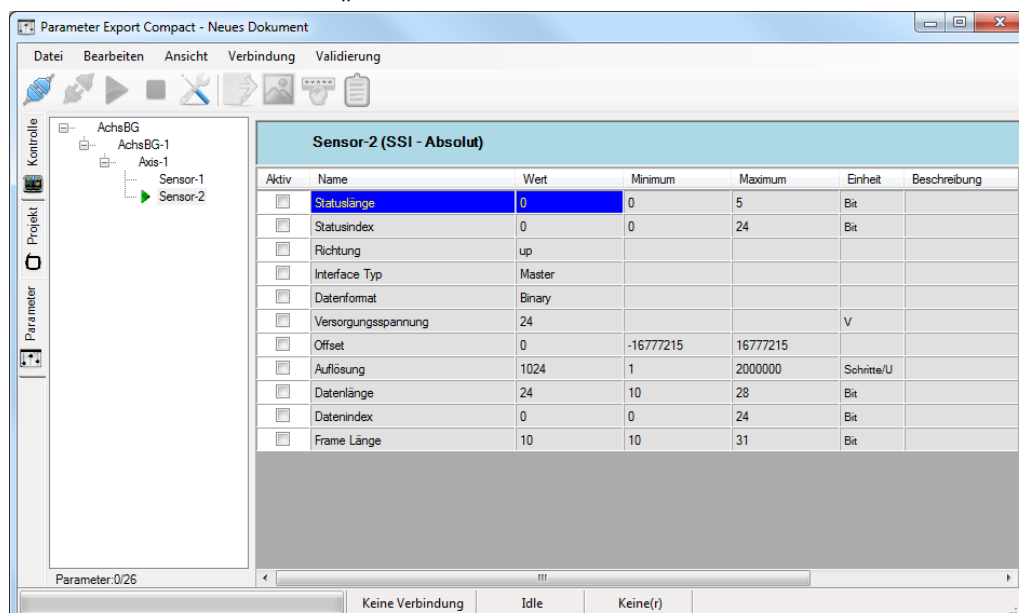 „
Parameter Export Compact - Neues Dokument
Datei Bearbeiten Ansicht Verbindung Validierung
Kontrolle
Projekt
Parameter
AchsBG
AchsBG-1
Axis-1
Sensor-1
Sensor-2
Parameter:0/26
Sensor-2 (SSI - Absolut)
Aktiv Name Wert Minimum Maximum Einheit Beschreibung
Statuslänge 0 0 5 Bit
Statusindex 0 0 24 Bit
Richtung up
Interface Typ Master
Datenformat Binary
Versorgungsspannung 24 V
Offset 0 -16777215 16777215
Auflösung 1024 1 2000000 Schritte/U
Datenlänge 24 10 28 Bit
Datenindex 0 0 24 Bit
Frame Länge 10 10 31 Bit
Keine Verbindung Idle Keine(r)